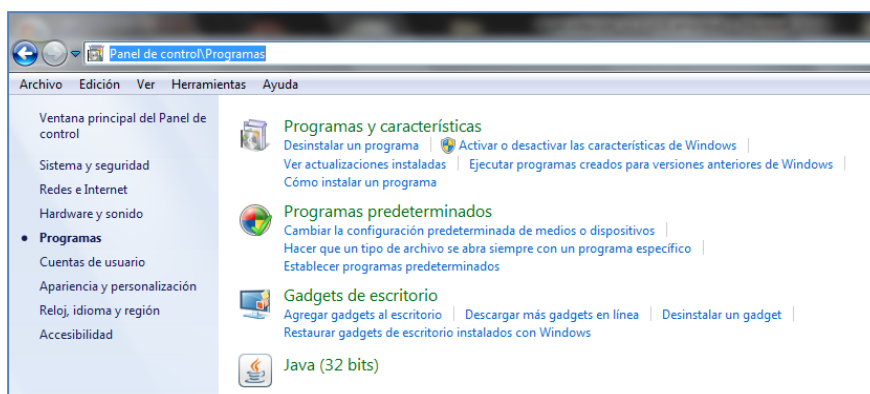 Panel de control\Programas
Archivo Edición Ver Herramientas Ayuda
Ventana principal del Panel de
control
Sistema y seguridad
Redes e Internet
Hardware y sonido
Programas
Cuentas de usuario
Apariencia y personalización
Reloj, idioma y región
Accesibilidad
Programas y características
Desinstalar un programa Activar o desactivar las características de Windows
Ver actualizaciones instaladas Ejecutar programas creados para versiones anteriores de Windows
Cómo instalar un programa
Programas predeterminados
Cambiar la configuración predeterminada de medios o dispositivos
Hacer que un tipo de archivo se abra siempre con un programa específico
Establecer programas predeterminados
Gadgets de escritorio
Agregar gadgets al escritorio Descargar más gadgets en línea Desinstalar un gadget
Restaurar gadgets de escritorio instalados con Windows
Java (32 bits)